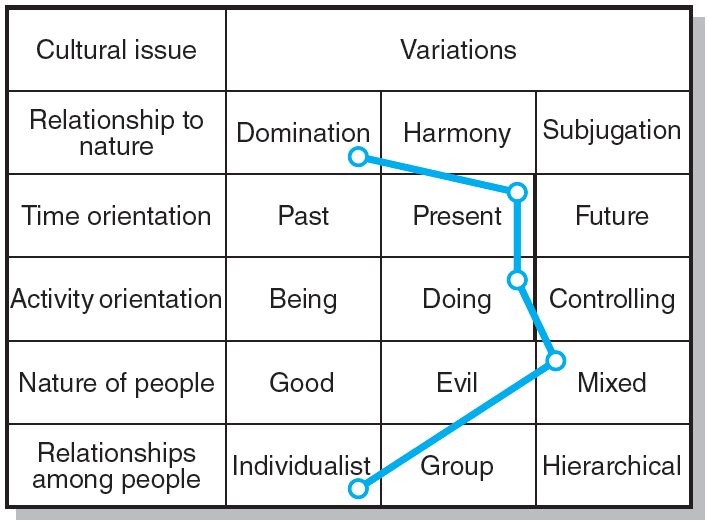 Cultural issue Variations
Relationship to
nature
Domination Harmony Subjugation
Time orientation Past Present Future
Activity orientation Being Doing Controlling
Nature of people Good Evil Mixed
Relationships
among people
Individualist Group Hierarchical